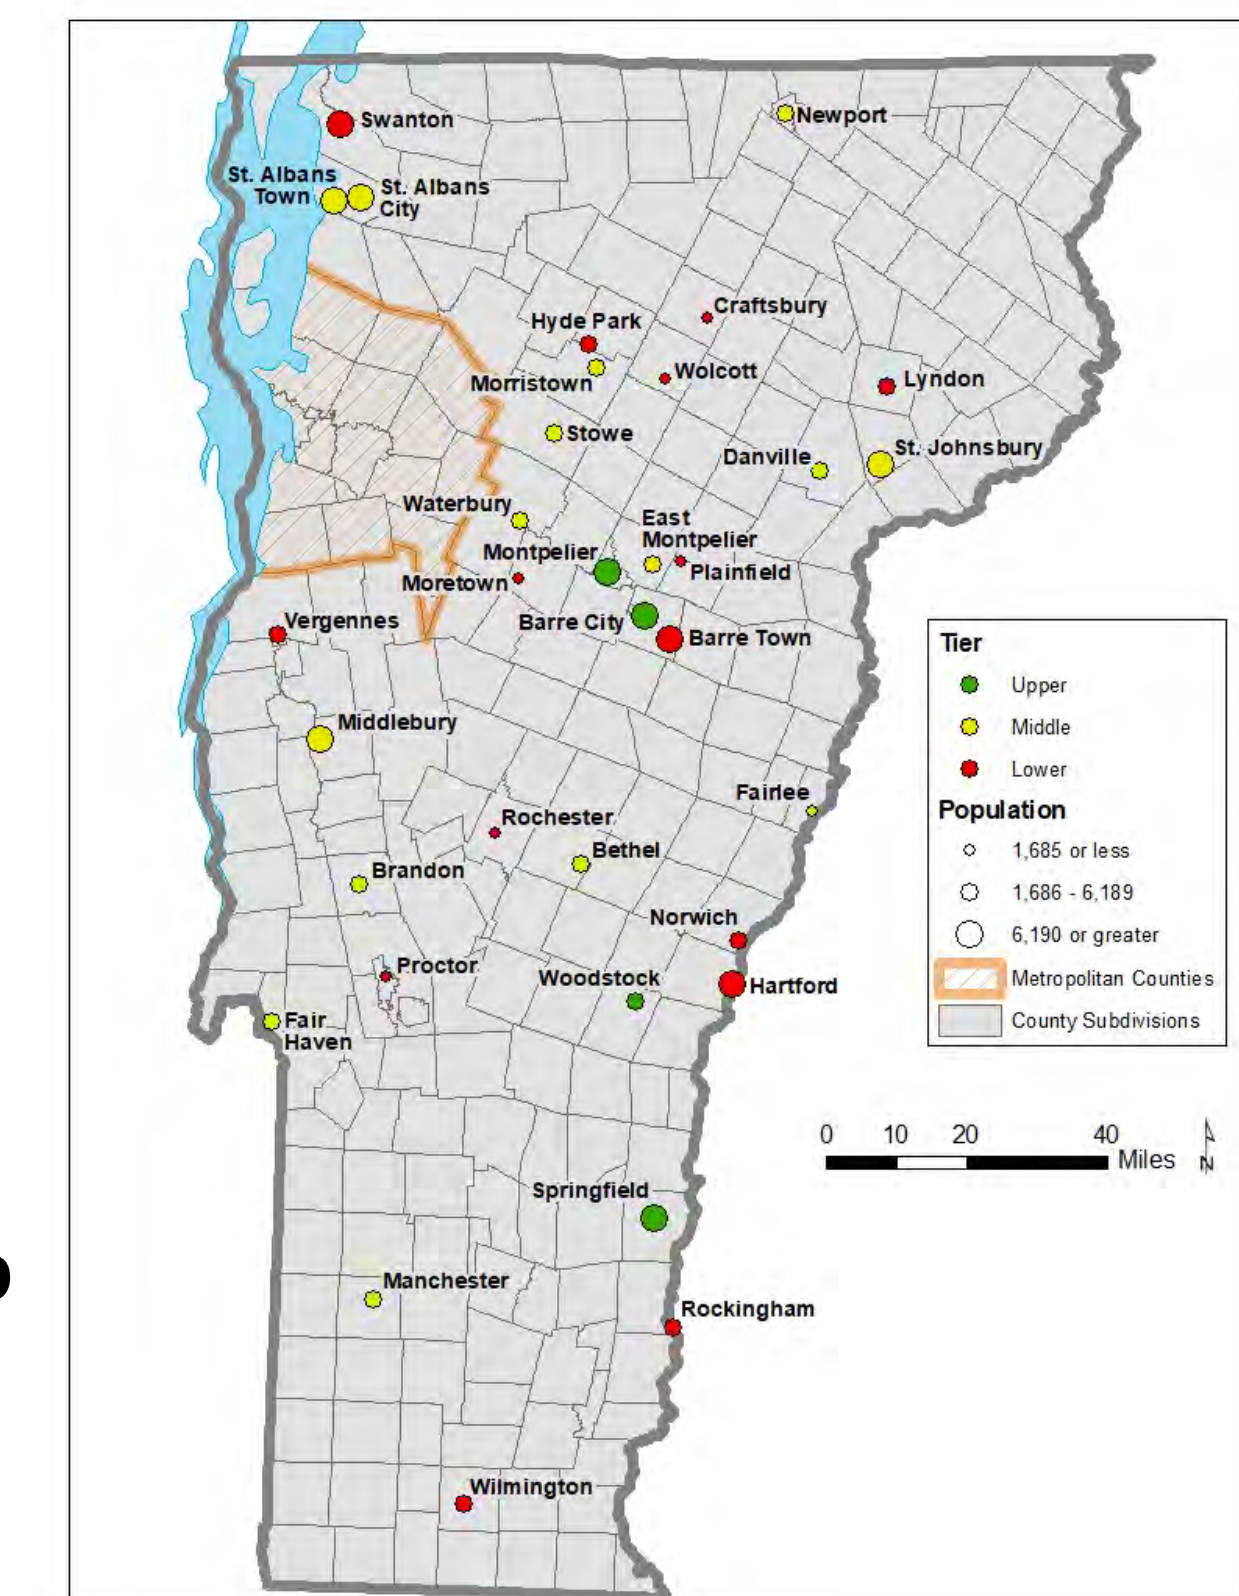 Swanton
Newport
St. Albans
Town
St. Albans
City
Craftsbury
Hyde Park
Wolcott
Morristown
Lyndon
Stowe
St. Johnsbury
Danville
Waterbury
East
Montpelier
Montpelier
Plainfield
Moretown
Barre City
Barre Town
Vergennes
Middlebury
Fairlee
Rochester
Bethel
Brandon
Norwich
Proctor
Woodstock
Hartford
Fair
Haven
Springfield
Manchester
Rockingham
Wilmington
Tier
Upper
Middle
Lower
Population
1,685 or less
1,686 - 6,189
6,190 or greater
Metropolitan Counties
County Subdivisions
0 10 20 40
Miles
N